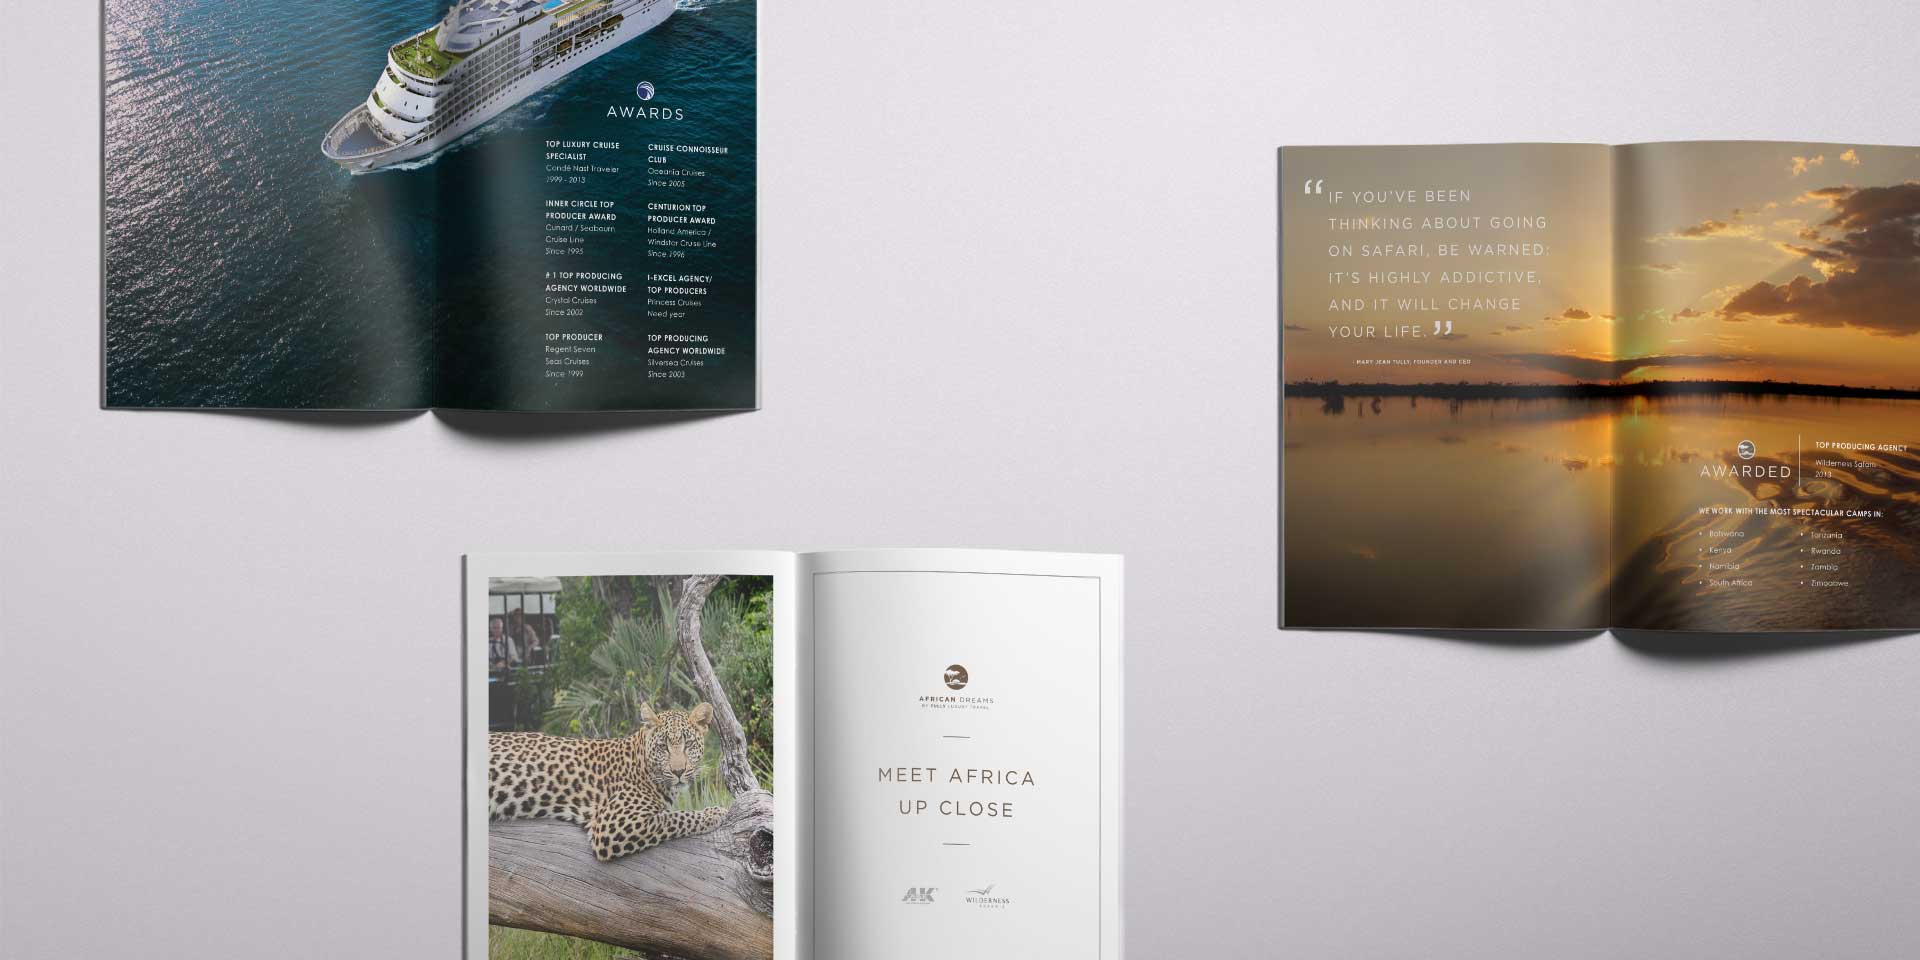 AWARDS
TOP LUXURY CRUISE
SPECIALIST
Condé Nast Traveler
1999 - 2013
INNER CIRCLE TOP
PRODUCER AWARD
Cunard / Seabourn
Cruise Line
Since 1995
# 1 TOP PRODUCING
AGENCY WORLDWIDE
Crystal Cruises
Since 2002
TOP PRODUCER
Regent Seven
Seas Cruises
Since 1999
CRUISE CONNOISSEUR
CLUB
Oceania Cruises
Since 2005
CENTURION TOP
PRODUCER AWARD
Holland America /
Windstar Cruise Line
Since 1996
I-EXCEL AGENCY/
TOP PRODUCERS
Princess Cruises
Need year
TOP PRODUCING
AGENCY WORLDWIDE
Silversea Cruises
Since 2003
“ IF YOU'VE BEEN
THINKING ABOUT GOING
ON SAFARI, BE WARNED:
IT'S HIGHLY ADDICTIVE,
AND IT WILL CHANGE
YOUR LIFE. ”
- MARY JEAN TULLY, FOUNDER AND CEO
AWARDED
TOP PRODUCING AGENCY
Wilderness Safaris
2013
WE WORK WITH THE MOST SPECTACULAR CAMPS IN:
• Botswana
• Kenya
• Namibia
• South Africa
• Tanzania
• Rwanda
• Zambia
• Zimbabwe
AFRICAN DREAMS
BY TULLY LUXURY TRAVEL
MEET AFRICA
UP CLOSE
A&K
WILDERNESS
SAFARIS